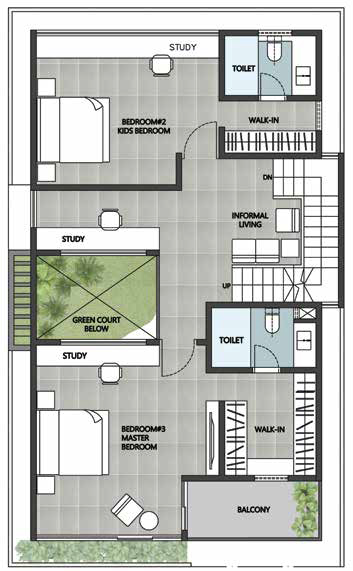 STUDY
TOILET
BEDROOM#2
KIDS BEDROOM
WALK-IN
DN
INFORMAL
LIVING
STUDY
UP
GREEN COURT
BELOW
TOILET
STUDY
BEDROOM#3
MASTER
BEDROOM
WALK-IN
BALCONY